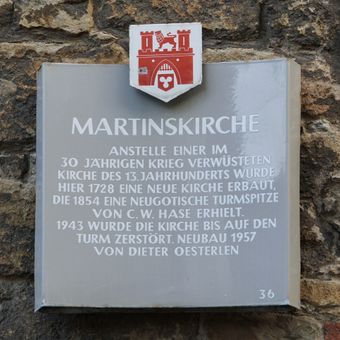 MARTINSKIRCHE
ANSTELLE EINER IM
30 JÄHRIGEN KRIEG VERWÜSTETEN
KIRCHE DES 13. JAHRHUNDERTS WURDE
HIER 1728 EINE NEUE KIRCHE ERBAUT,
DIE 1854 EINE NEUGOTISCHE TURMSPITZE
VON C. W. HASE ERHIELT.
1943 WURDE DIE KIRCHE BIS AUF DEN
TURM ZERSTÖRT. NEUBAU 1957
VON DIETER OESTERLEN
36